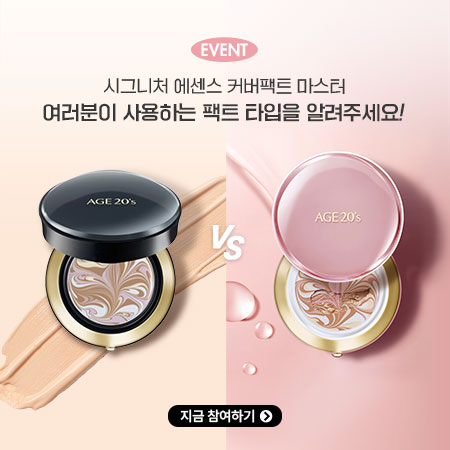 EVENT
시그니처 에센스 커버팩트 마스터
여러분이 사용하는 팩트 타입을 알려주세요!
AGE 20's
AGE 20's
VS
지금 참여하기